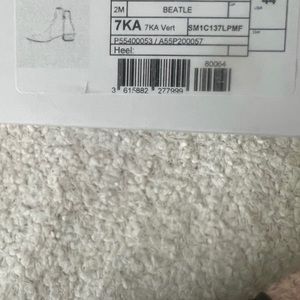 2M BEATLE
7KA 7KA Vert SM1C137LPMF
P55400053 / A55P200057
Heel:
80064
3 615882 277999